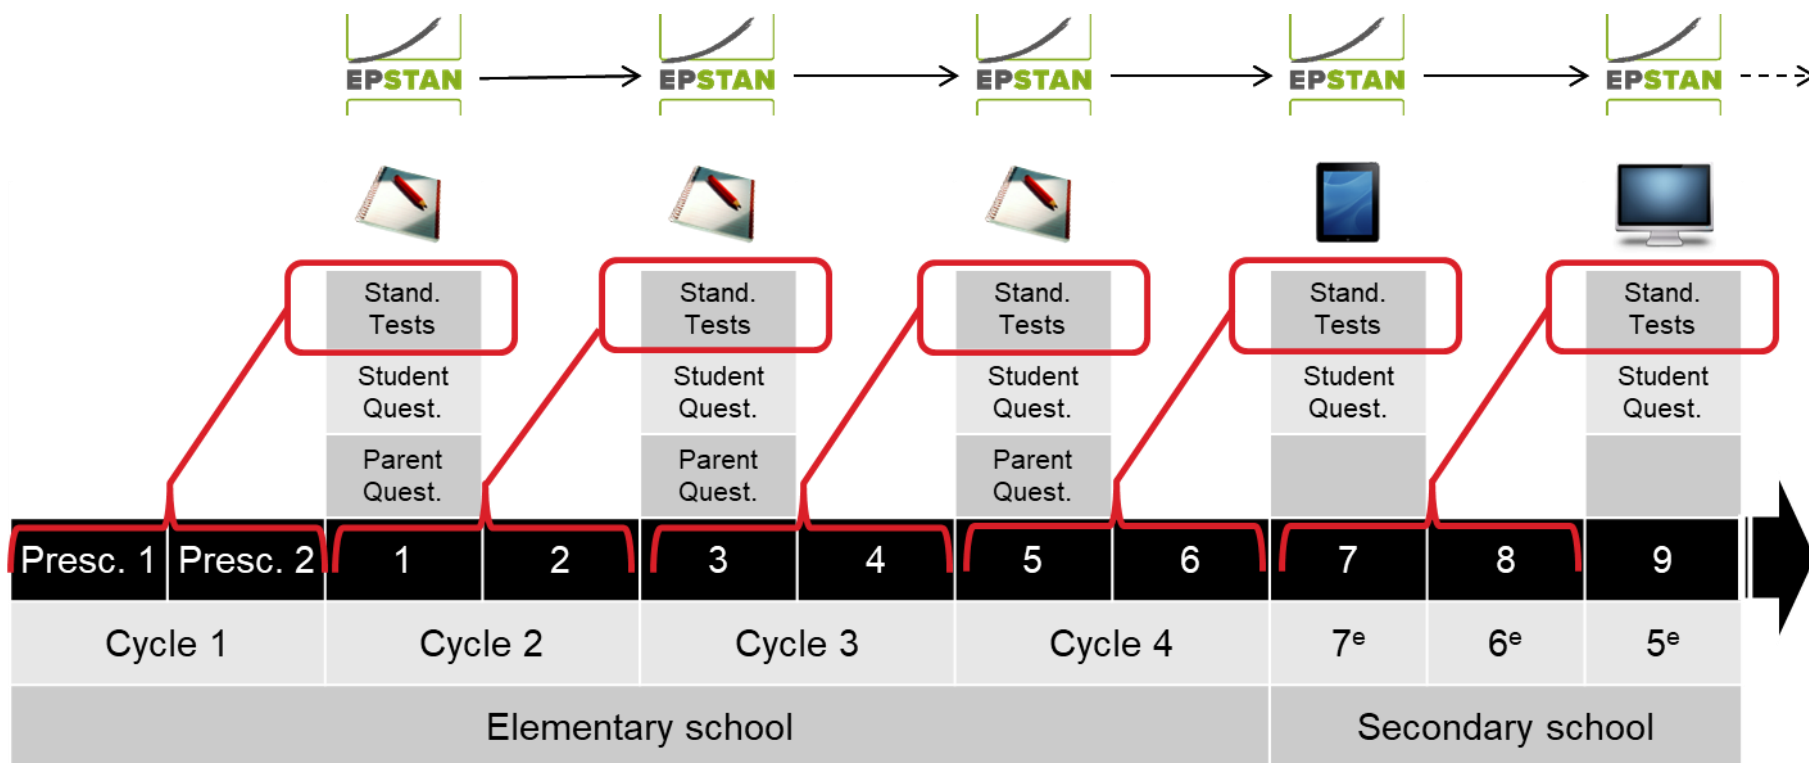 EPSTAN EPSTAN EPSTAN EPSTAN EPSTAN
Stand. Stand. Stand. Stand. Stand.
Tests Tests Tests Tests Tests
Student Student Student Student Student
Quest. Quest. Quest. Quest. Quest.
Parent Parent Parent
Quest. Quest. Quest.
Presc. 1 Presc. 2 1 2 3 4 5 6 7 8 9
Cycle 1 Cycle 2 Cycle 3 Cycle 4 7ᵉ 6ᵉ 5ᵉ
Elementary school Secondary school